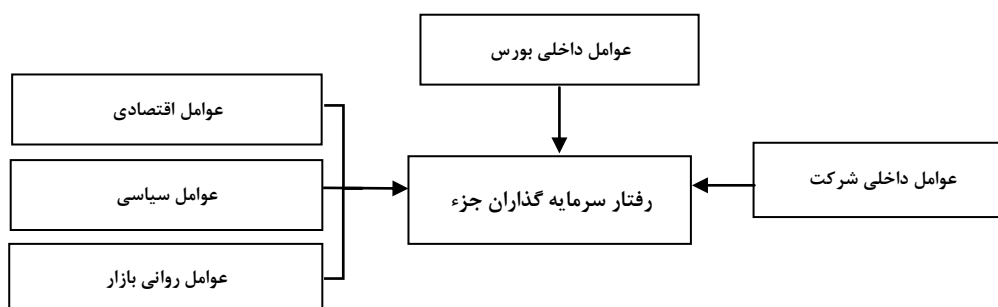 عوامل داخلی بورس
عوامل اقتصادی
عوامل داخلی شرکت
رفتار سرمایه گذاران جزء
عوامل سیاسی
عوامل روانی بازار